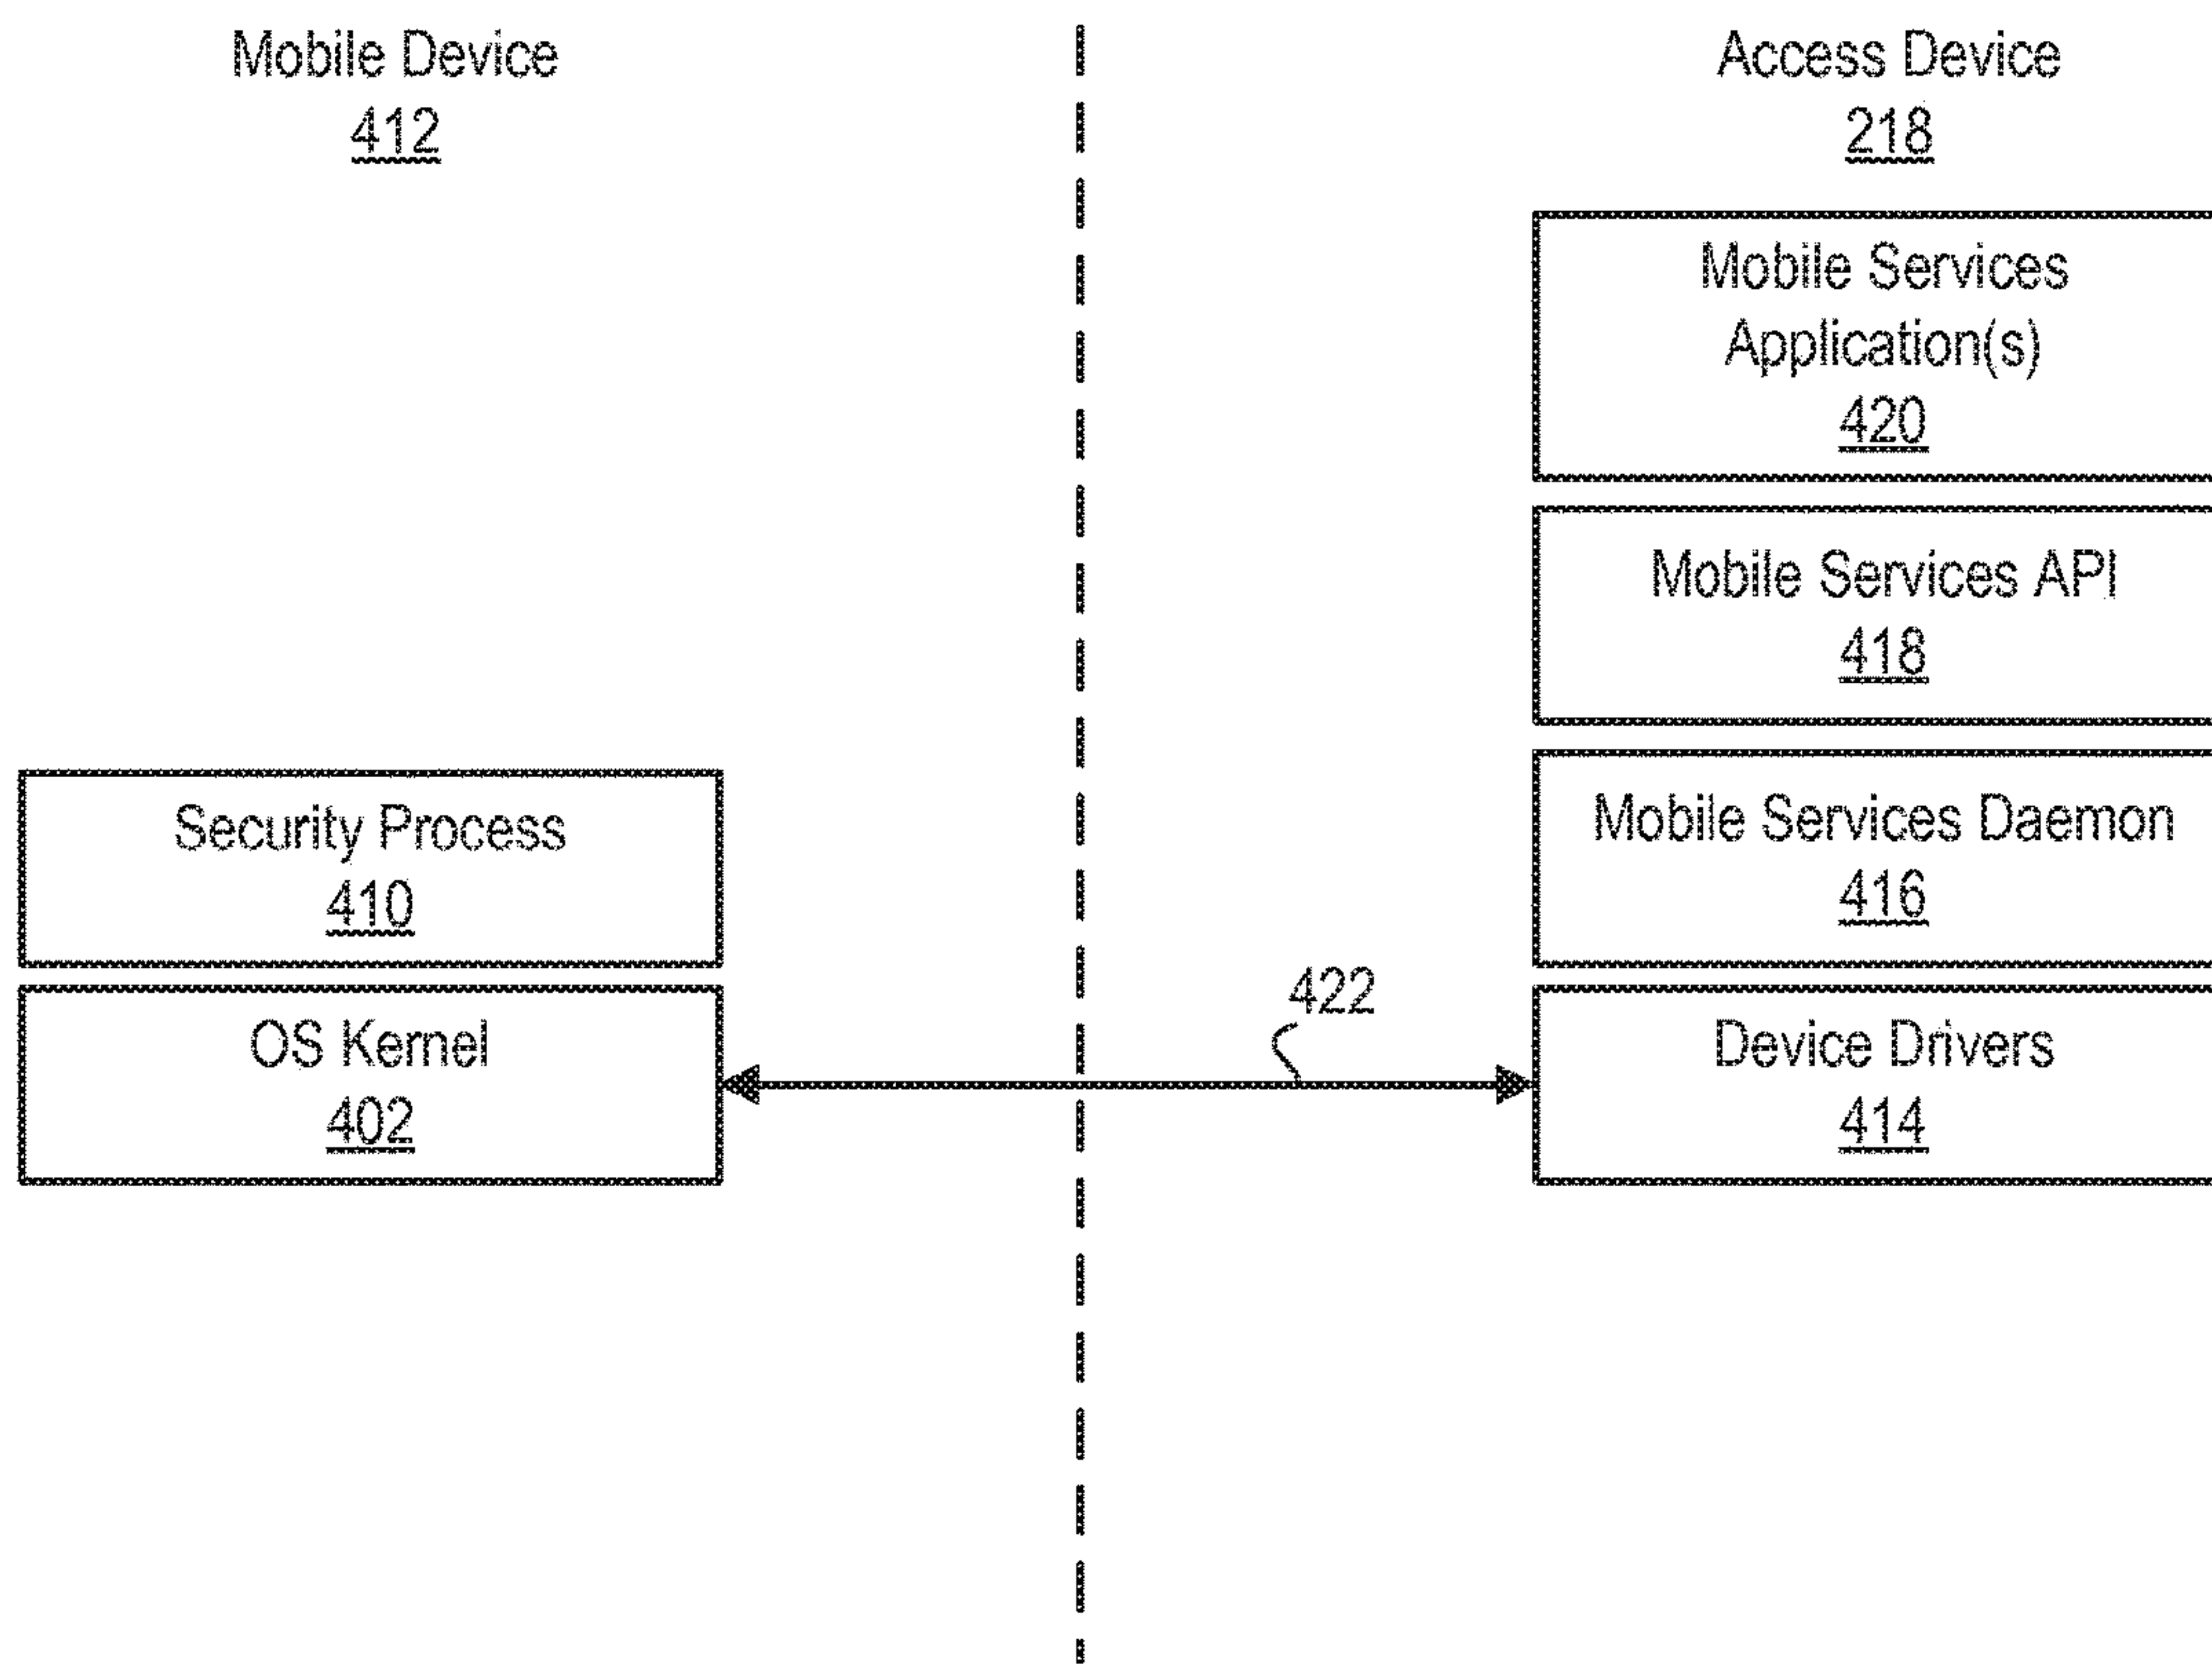 Mobile Device
412
Access Device
218
Mobile Services
Application(s)
420
Mobile Services API
418
Mobile Services Daemon
416
Security Process
410
422
OS Kernel
402
Device Drivers
414